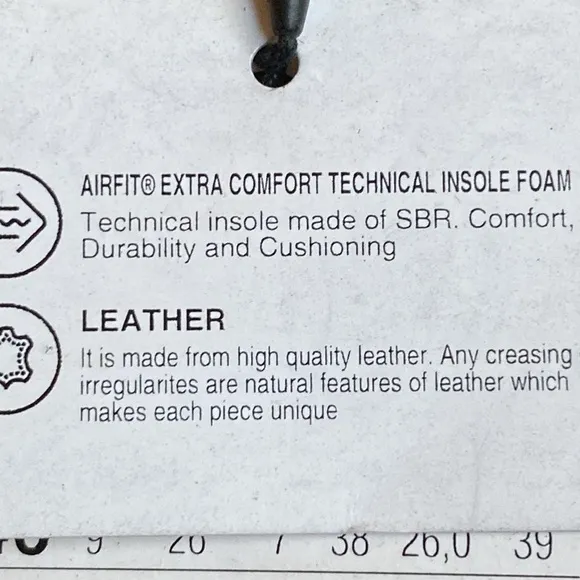 AIRFIT® EXTRA COMFORT TECHNICAL INSOLE FOAM
Technical insole made of SBR. Comfort,
Durability and Cushioning
LEATHER
It is made from high quality leather. Any creasing
irregularites are natural features of leather which
makes each piece unique
9 26 7 38 26,0 39